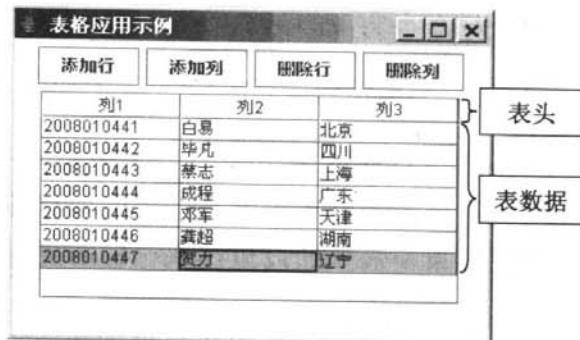 表格应用示例
添加行 添加列 删除行 删除列
列1 列2 列3
表头
2008010441 白易 北京
2008010442 毕凡 四川
2008010443 蔡志 上海
2008010444 成程 广东
表数据
2008010445 邓军 天津
2008010446 龚超 湖南
2008010447 贺力 辽宁